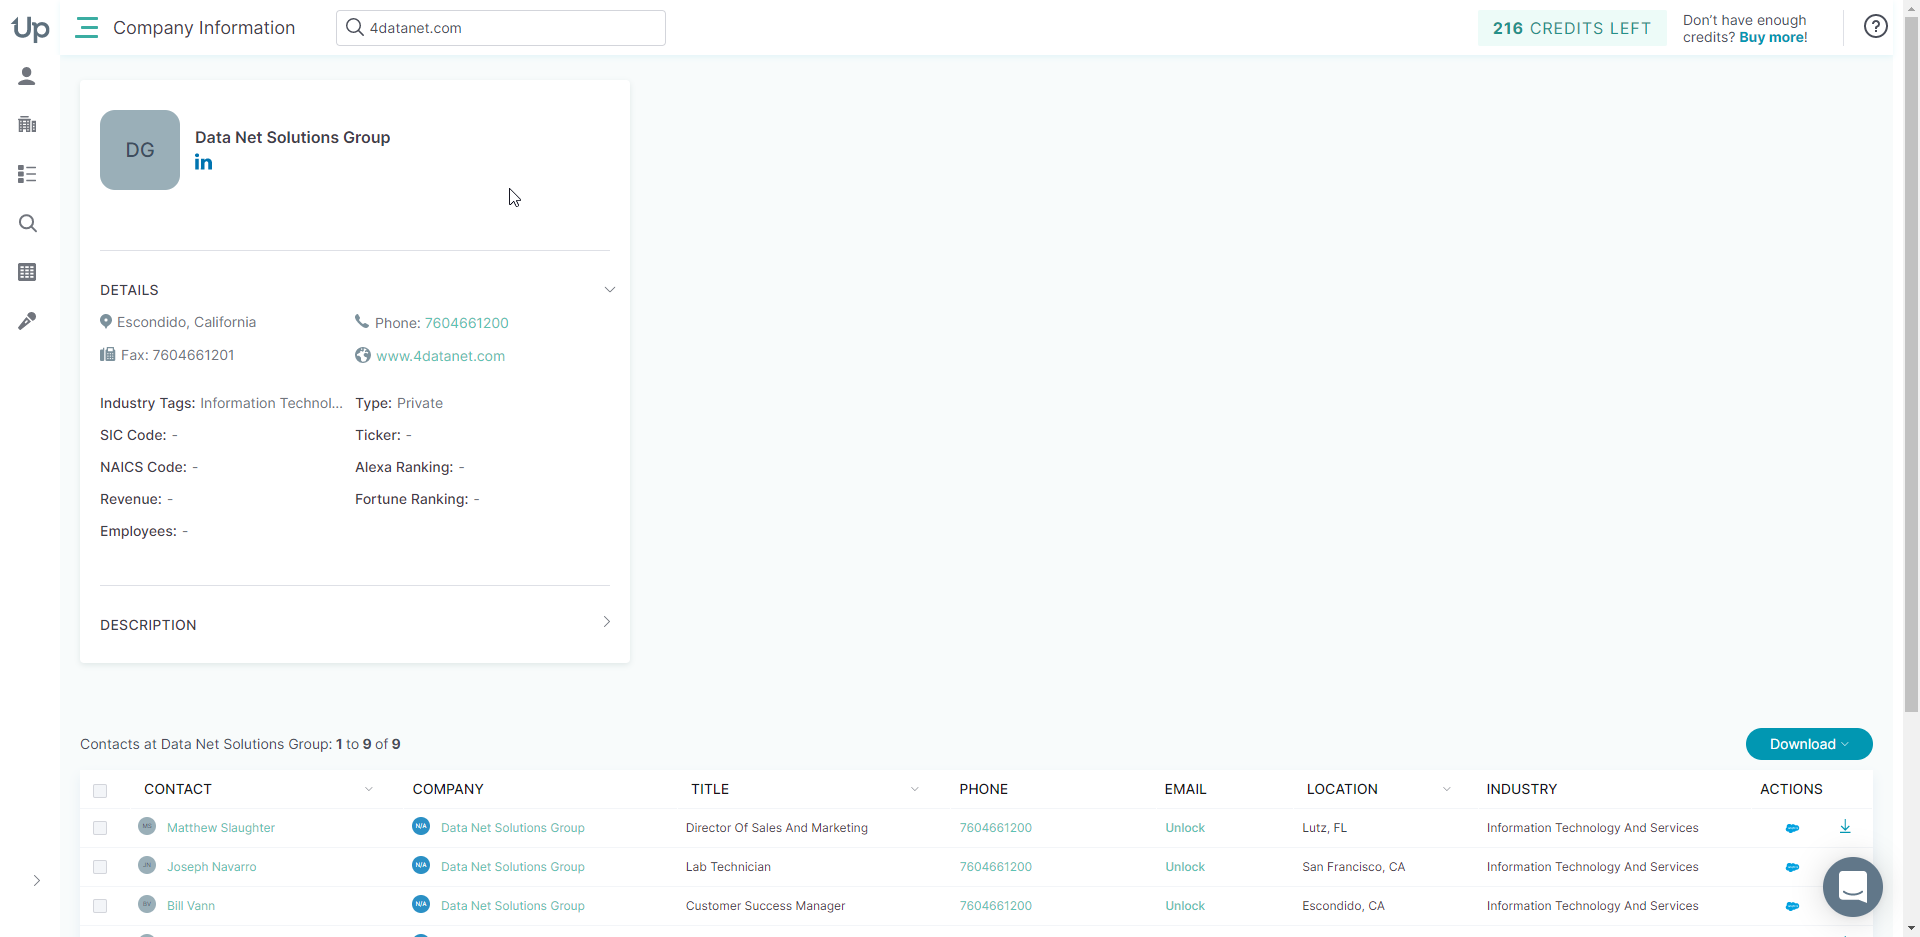 Up
Company Information
4datanet.com
216 CREDITS LEFT
Don't have enough
credits? Buy more!
?
DG
Data Net Solutions Group
in
DETAILS
Escondido, California
Phone: 7604661200
Fax: 7604661201
www.4datanet.com
Industry Tags: Information Technol...
Type: Private
SIC Code: -
Ticker: -
NAICS Code: -
Alexa Ranking: -
Revenue: -
Fortune Ranking: -
Employees: -
DESCRIPTION
Contacts at Data Net Solutions Group: 1 to 9 of 9
Download
CONTACT COMPANY TITLE PHONE EMAIL LOCATION INDUSTRY ACTIONS
MS Matthew Slaughter N/A Data Net Solutions Group Director Of Sales And Marketing 7604661200 Unlock Lutz, FL Information Technology And Services
JN Joseph Navarro N/A Data Net Solutions Group Lab Technician 7604661200 Unlock San Francisco, CA Information Technology And Services
BV Bill Vann N/A Data Net Solutions Group Customer Success Manager 7604661200 Unlock Escondido, CA Information Technology And Services